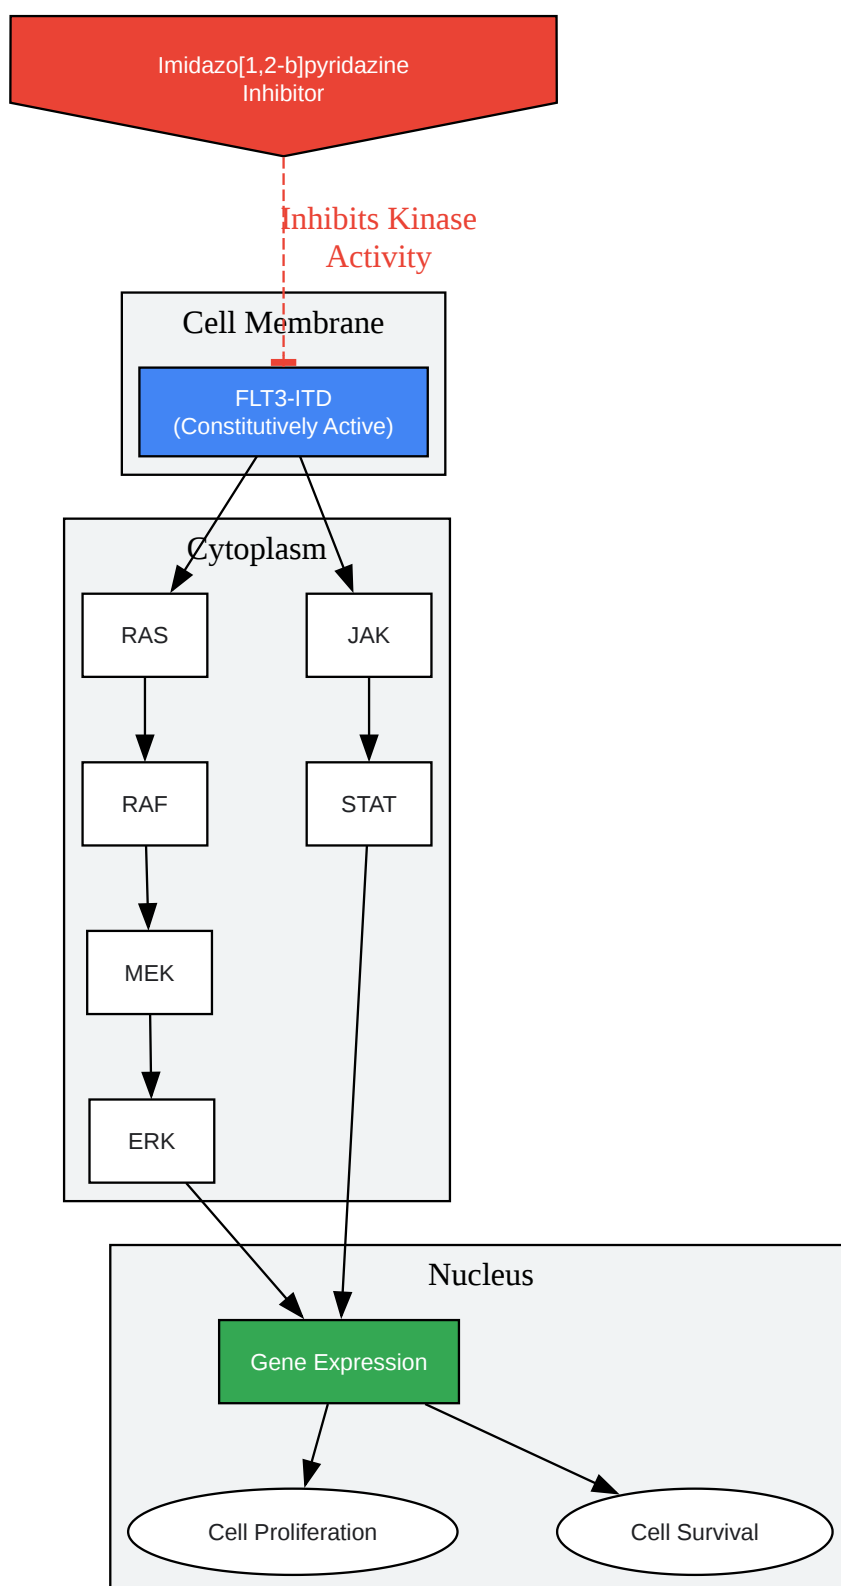 Imidazo[1,2-b]pyridazine
Inhibitor
Inhibits Kinase
Activity
Cell Membrane
FLT3-ITD
(Constitutively Active)
Cytoplasm
RAS
JAK
RAF
STAT
MEK
ERK
Nucleus
Gene Expression
Cell Proliferation
Cell Survival